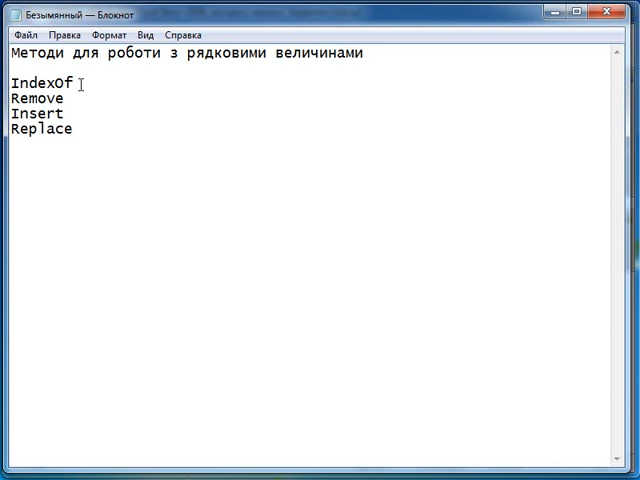 Безымянный — Блокнот
Файл Правка Формат Вид Справка
Методи для роботи з рядковими величинами
IndexOf
Remove
Insert
Replace